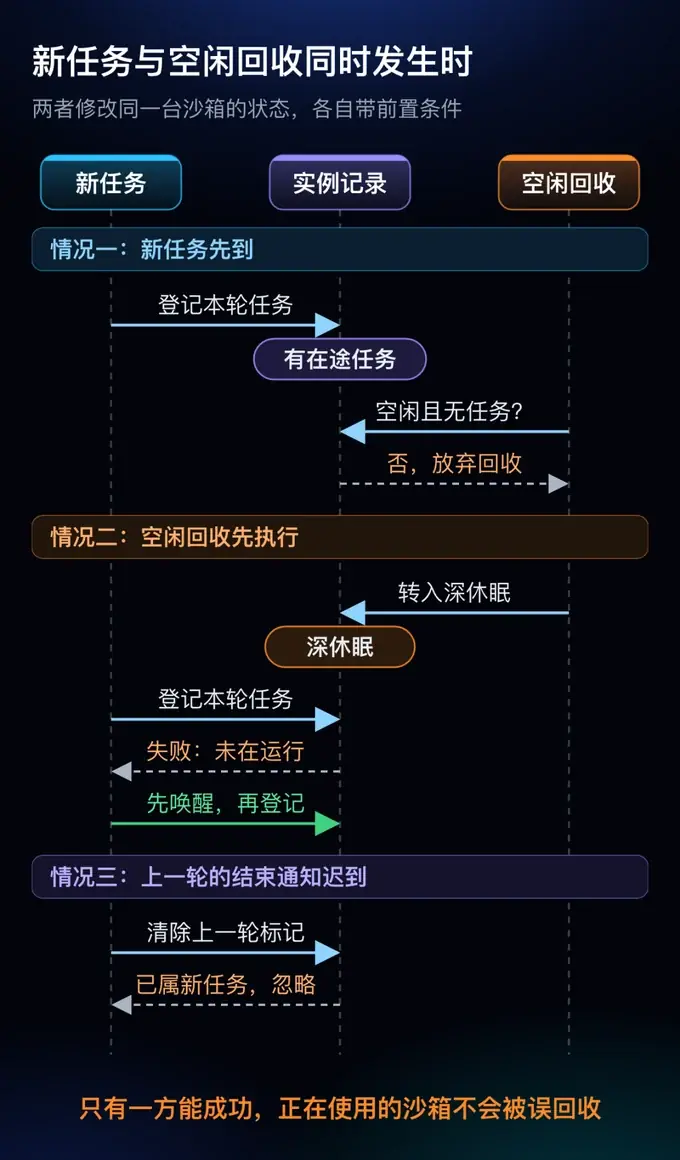 新任务与空闲回收同时发生时
两者修改同一台沙箱的状态，各自带前置条件
新任务
实例记录
空闲回收
情况一：新任务先到
登记本轮任务
有在途任务
空闲且无任务？
否，放弃回收
情况二：空闲回收先执行
转入深休眠
深休眠
登记本轮任务
失败：未在运行
先唤醒，再登记
情况三：上一轮的结束通知迟到
清除上一轮标记
已属新任务，忽略
只有一方能成功，正在使用的沙箱不会被误回收